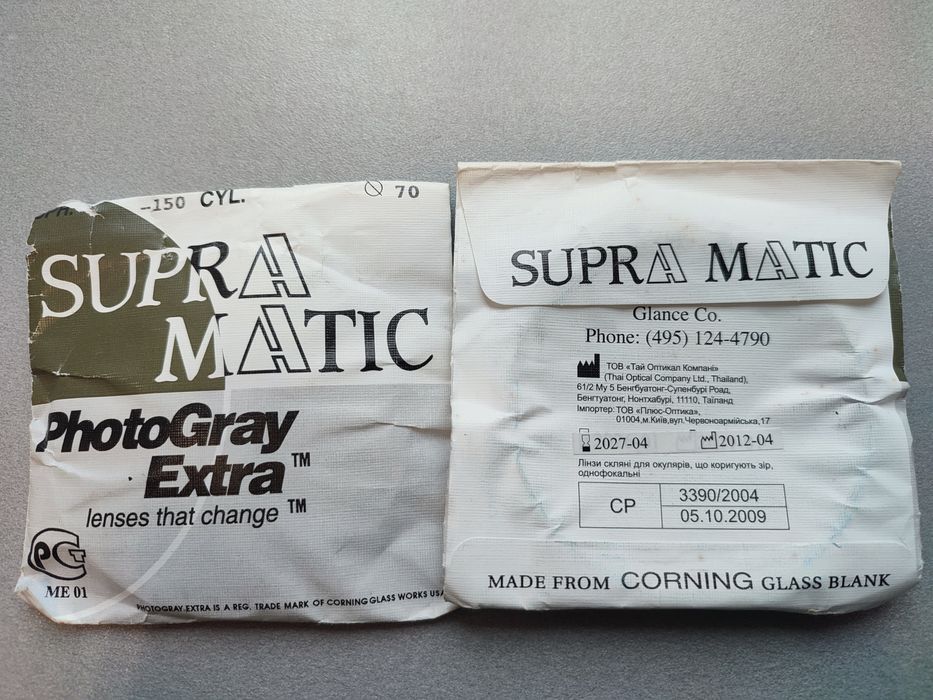 -150 CYL. ∅ 70
SUPRA
MATIC
PhotoGray
Extra™
lenses that change™
РСТ
ME 01
PHOTOGRAY EXTRA IS A REG. TRADE MARK OF CORNING GLASS WORKS USA
SUPRA MATIC
Glance Co.
Phone: (495) 124-4790
ТОВ «Тай Оптикал Компані»
(Thai Optical Company Ltd., Thailand),
61/2 Му 5 Бенгтуатонг-Супенбурі Роад,
Бенгтуатонг, Нонтхабурі, 11110, Таїланд
Імпортер: ТОВ «Плюс-Оптика»,
01004,м.Київ,вул.Червоноармійська,17
2027-04 2012-04
Лінзи скляні для окулярів, що коригують зір,
однофокальні
СР
3390/2004
05.10.2009
MADE FROM CORNING GLASS BLANK